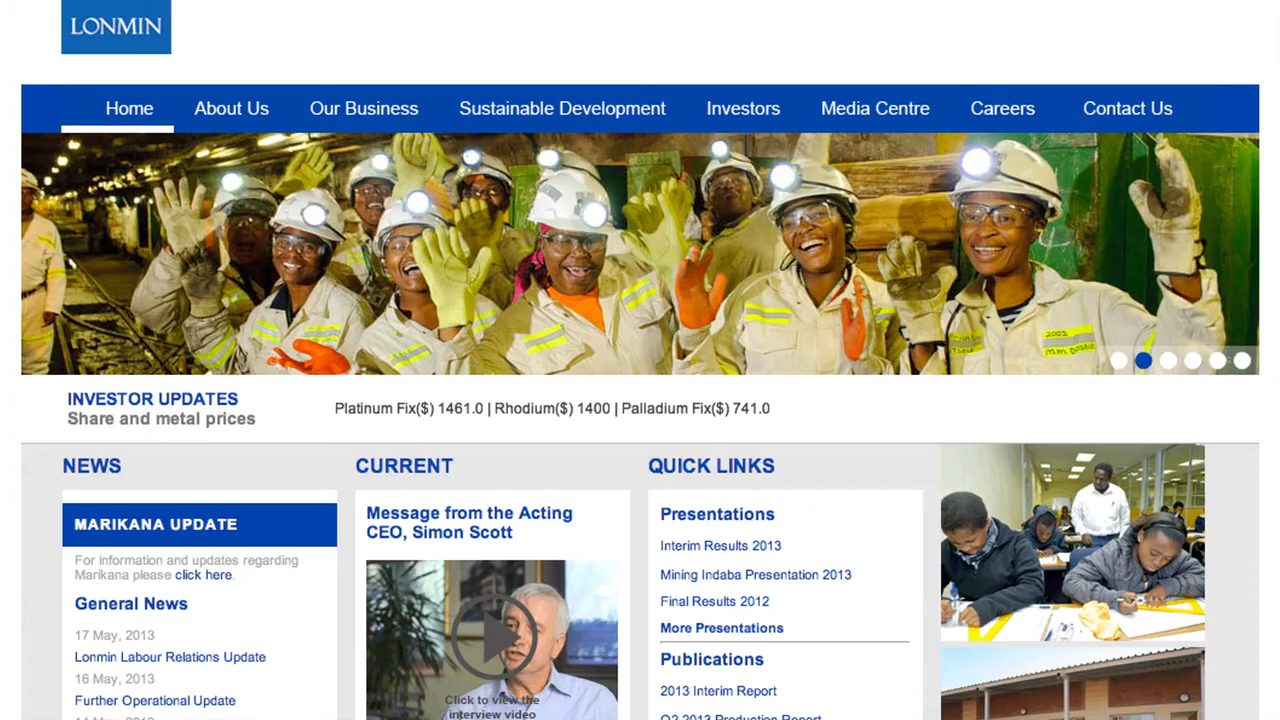 LONMIN
Home About Us Our Business Sustainable Development Investors Media Centre Careers Contact Us
2002
INVESTOR UPDATES
Share and metal prices
Platinum Fix($) 1461.0 | Rhodium($) 1400 | Palladium Fix($) 741.0
NEWS
MARIKANA UPDATE
For information and updates regarding
Marikana please click here.
General News
17 May, 2013
Lonmin Labour Relations Update
16 May, 2013
Further Operational Update
CURRENT
Message from the Acting
CEO, Simon Scott
Click to view the
interview video
QUICK LINKS
Presentations
Interim Results 2013
Mining Indaba Presentation 2013
Final Results 2012
More Presentations
Publications
2013 Interim Report
Q2 2013 Production Report